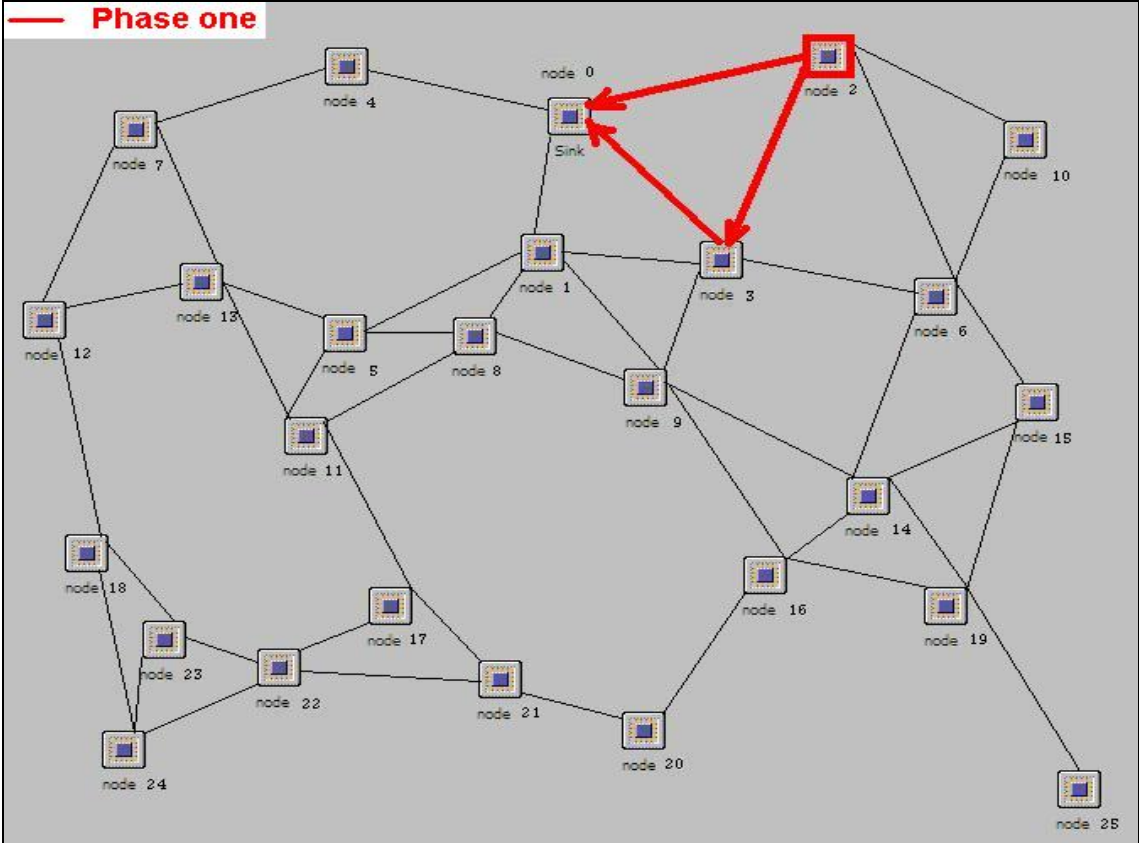 Phase one
node 0
node 4
node 2
Sink
node 7
node 10
node 1
node 3
node 13
node 6
node 12
node 5
node 8
node 9
node 15
node 11
node 14
node 18
node 16
node 17
node 19
node 23
node 22
node 21
node 20
node 24
node 25